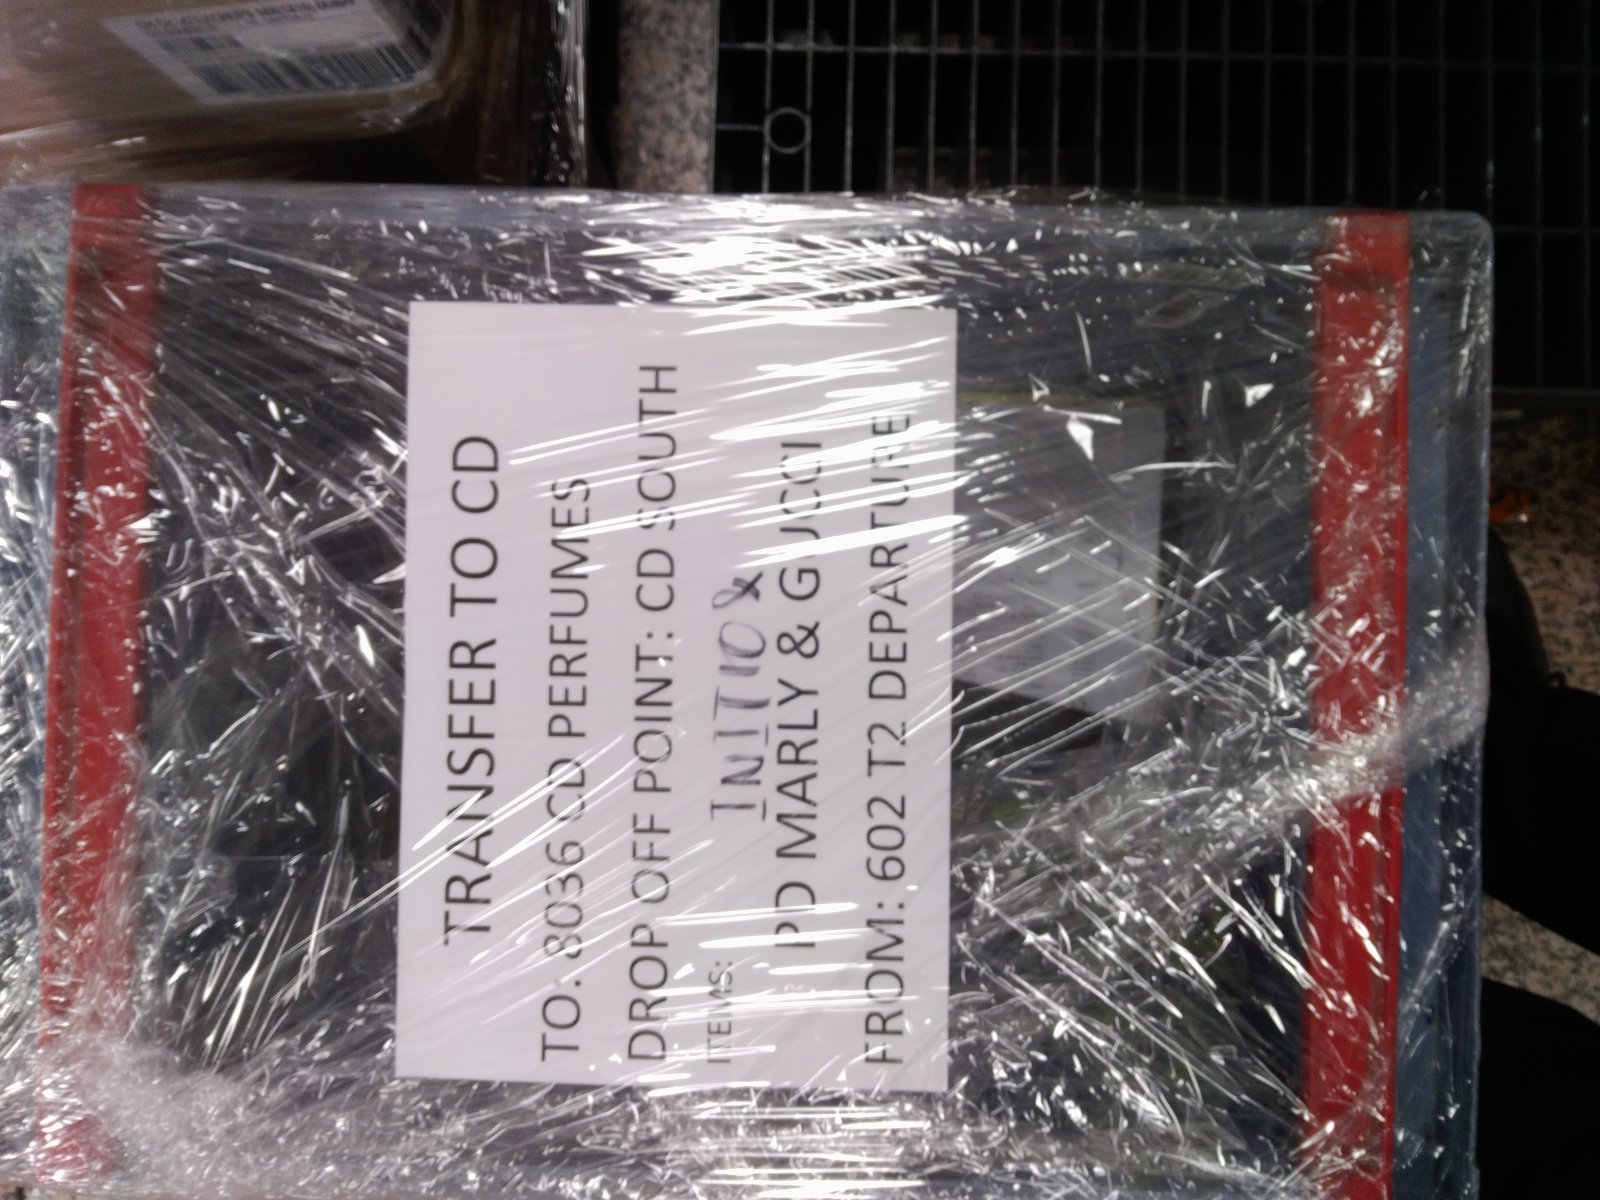 TRANSFER TO CD
TO: 8036 CD PERFUMES
DROP OFF POINT: CD SOUTH
ITEMS: INITIO &
PD MARLY & GUCCI
FROM: 602 T2 DEPARTURE